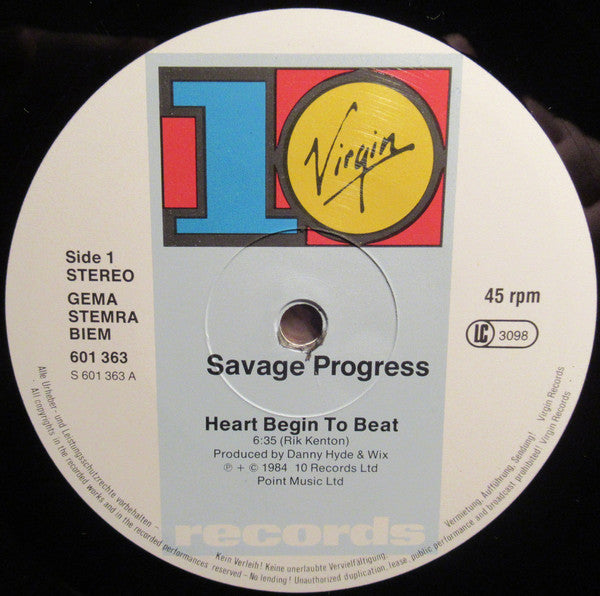 10
Virgin
Side 1
STEREO
GEMA
STEMRA
BIEM
601 363
S 601 363 A
45 rpm
LC 3098
Savage Progress
Heart Begin To Beat
6:35 (Rik Kenton)
Produced by Danny Hyde & Wix
℗ + © 1984 10 Records Ltd
Point Music Ltd
records
Alle Urheber- und Leistungsschutzrechte vorbehalten - Kein Verleih! Keine unerlaubte Vervielfältigung, Vermietung, Aufführung, Sendung! Virgin Records
All copyrights in the recorded works and in the recorded performances reserved - No lending! Unauthorized duplication, lease, public performance and broadcast prohibited! Virgin Records